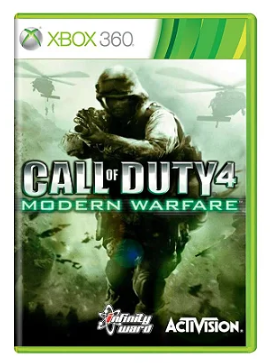 XBOX 360
CALL OF DUTY 4
MODERN WARFARE
Infinity Ward
ACTIVISION